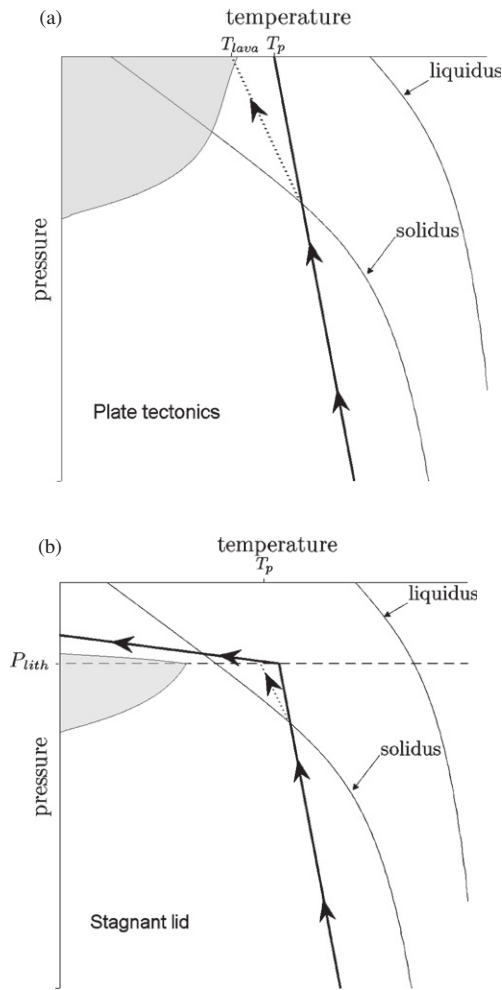 (a)
temperature
T_lava T_p
liquidus
solidus
pressure
Plate tectonics
(b)
temperature
T_p
liquidus
P_lith
solidus
pressure
Stagnant lid